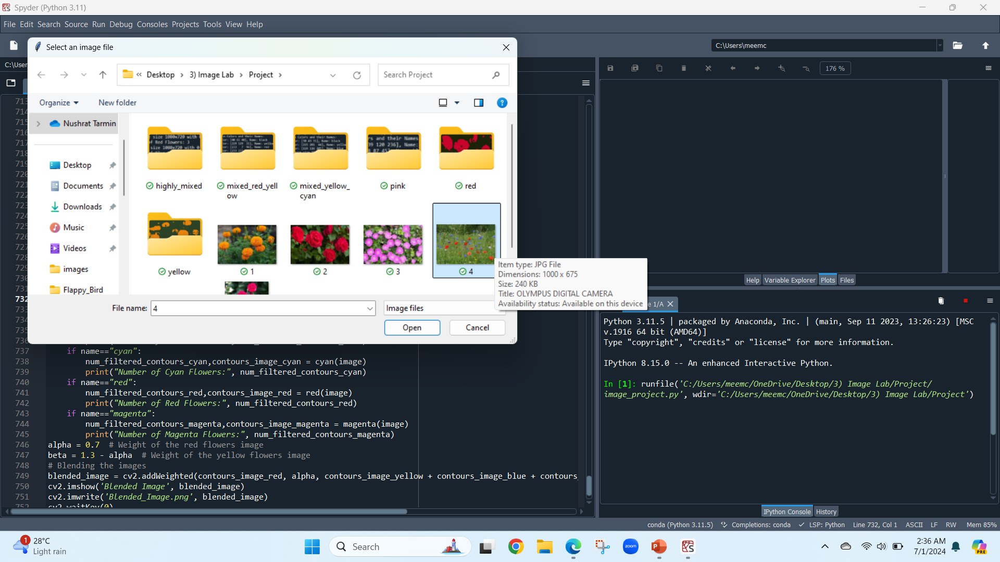 Spyder (Python 3.11)
File Edit Search Source Run Debug Consoles Projects Tools View Help
Select an image file
C:\Users\meemc
C:\User
« Desktop › 3) Image Lab › Project ›
Search Project
Organize
New folder
176 %
Nushrat Tarmin
Desktop
Documents
Downloads
Music
Videos
images
Flappy_Bird
highly_mixed
mixed_red_yell
ow
mixed_yellow_
cyan
pink
red
yellow
1
2
3
4
Item type: JPG File
Dimensions: 1000 x 675
Size: 240 KB
Title: OLYMPUS DIGITAL CAMERA
Availability status: Available on this device
File name: 4
Image files
Open
Cancel
Help Variable Explorer Plots Files
e 1/A
713
714
715
716
717
718
719
720
721
722
723
724
725
726
727
728
729
730
731
732
733
734
735
736
737 if name=="cyan":
738 num_filtered_contours_cyan,contours_image_cyan = cyan(image)
739 print("Number of Cyan Flowers:", num_filtered_contours_cyan)
740 if name=="red":
741 num_filtered_contours_red,contours_image_red = red(image)
742 print("Number of Red Flowers:", num_filtered_contours_red)
743 if name=="magenta":
744 num_filtered_contours_magenta,contours_image_magenta = magenta(image)
745 print("Number of Magenta Flowers:", num_filtered_contours_magenta)
746 alpha = 0.7 # Weight of the red flowers image
747 beta = 1.3 - alpha # Weight of the yellow flowers image
748 # Blending the images
749 blended_image = cv2.addWeighted(contours_image_red, alpha, contours_image_yellow + contours_image_blue + contours_
750 cv2.imshow('Blended Image', blended_image)
751 cv2.imwrite('Blended_Image.png', blended_image)
752 cv2.waitKey(0)
Python 3.11.5 | packaged by Anaconda, Inc. | (main, Sep 11 2023, 13:26:23) [MSC
v.1916 64 bit (AMD64)]
Type "copyright", "credits" or "license" for more information.
IPython 8.15.0 -- An enhanced Interactive Python.
In [1]: runfile('C:/Users/meemc/OneDrive/Desktop/3) Image Lab/Project/
image_project.py', wdir='C:/Users/meemc/OneDrive/Desktop/3) Image Lab/Project')
IPython Console History
conda (Python 3.11.5) Completions: conda LSP: Python Line 732, Col 1 ASCII LF RW Mem 85%
1
28°C
Light rain
Search
zoom
PRE
2:36 AM
7/1/2024